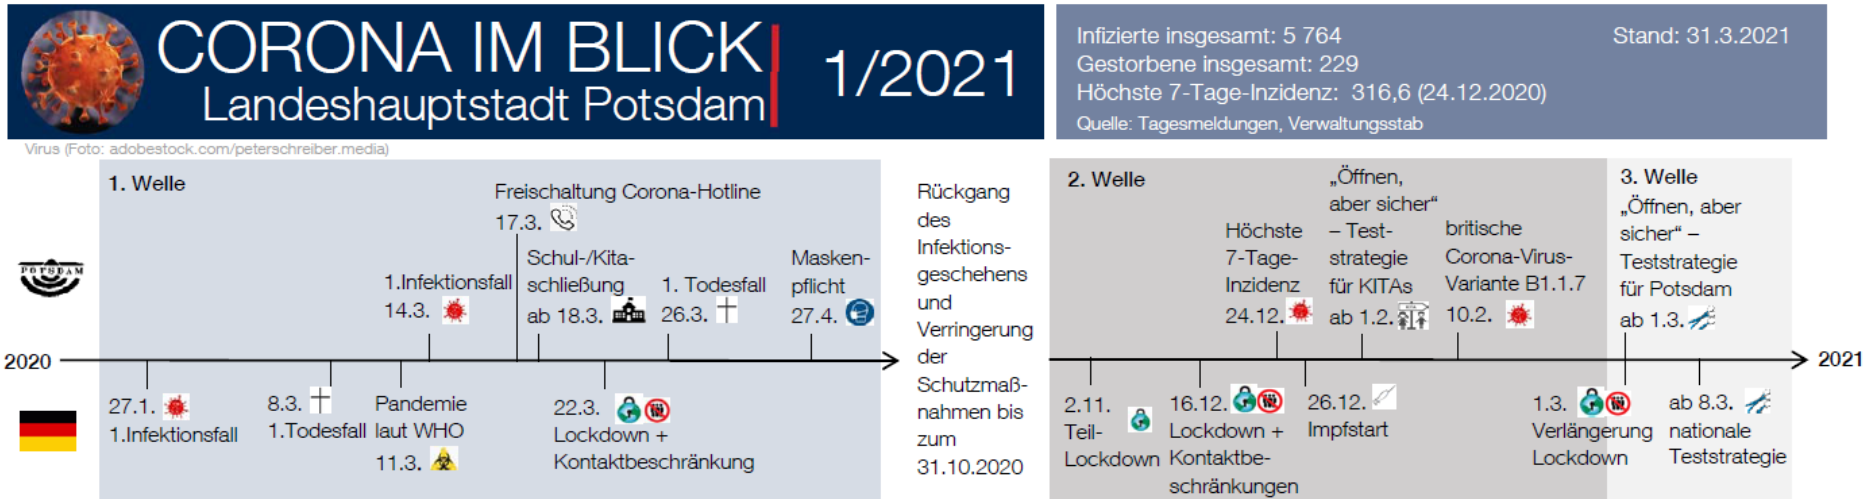 CORONA IM BLICK
Landeshauptstadt Potsdam
1/2021
Infizierte insgesamt: 5 764
Stand: 31.3.2021
Gestorbene insgesamt: 229
Höchste 7-Tage-Inzidenz: 316,6 (24.12.2020)
Quelle: Tagesmeldungen, Verwaltungsstab
Virus (Foto: adobestock.com/peterschreiber.media)
1. Welle
POTSDAM
2020
1.Infektionsfall
14.3.
Freischaltung Corona-Hotline
17.3.
Schul-/Kita-
schließung
ab 18.3.
1. Todesfall
26.3.
Masken-
pflicht
27.4.
27.1.
1.Infektionsfall
8.3.
1.Todesfall
Pandemie
laut WHO
11.3.
22.3.
Lockdown +
Kontaktbeschränkung
Rückgang
des
Infektions-
geschehens
und
Verringerung
der
Schutzmaß-
nahmen bis
zum
31.10.2020
2. Welle
Höchste
7-Tage-
Inzidenz
24.12.
„Öffnen,
aber sicher“
– Test-
strategie
für KITAs
ab 1.2.
britische
Corona-Virus-
Variante B1.1.7
10.2.
3. Welle
„Öffnen, aber
sicher“ –
Teststrategie
für Potsdam
ab 1.3.
2021
2.11.
Teil-
Lockdown
16.12.
Lockdown +
Kontaktbe-
schränkungen
26.12.
Impfstart
1.3.
Verlängerung
Lockdown
ab 8.3.
nationale
Teststrategie